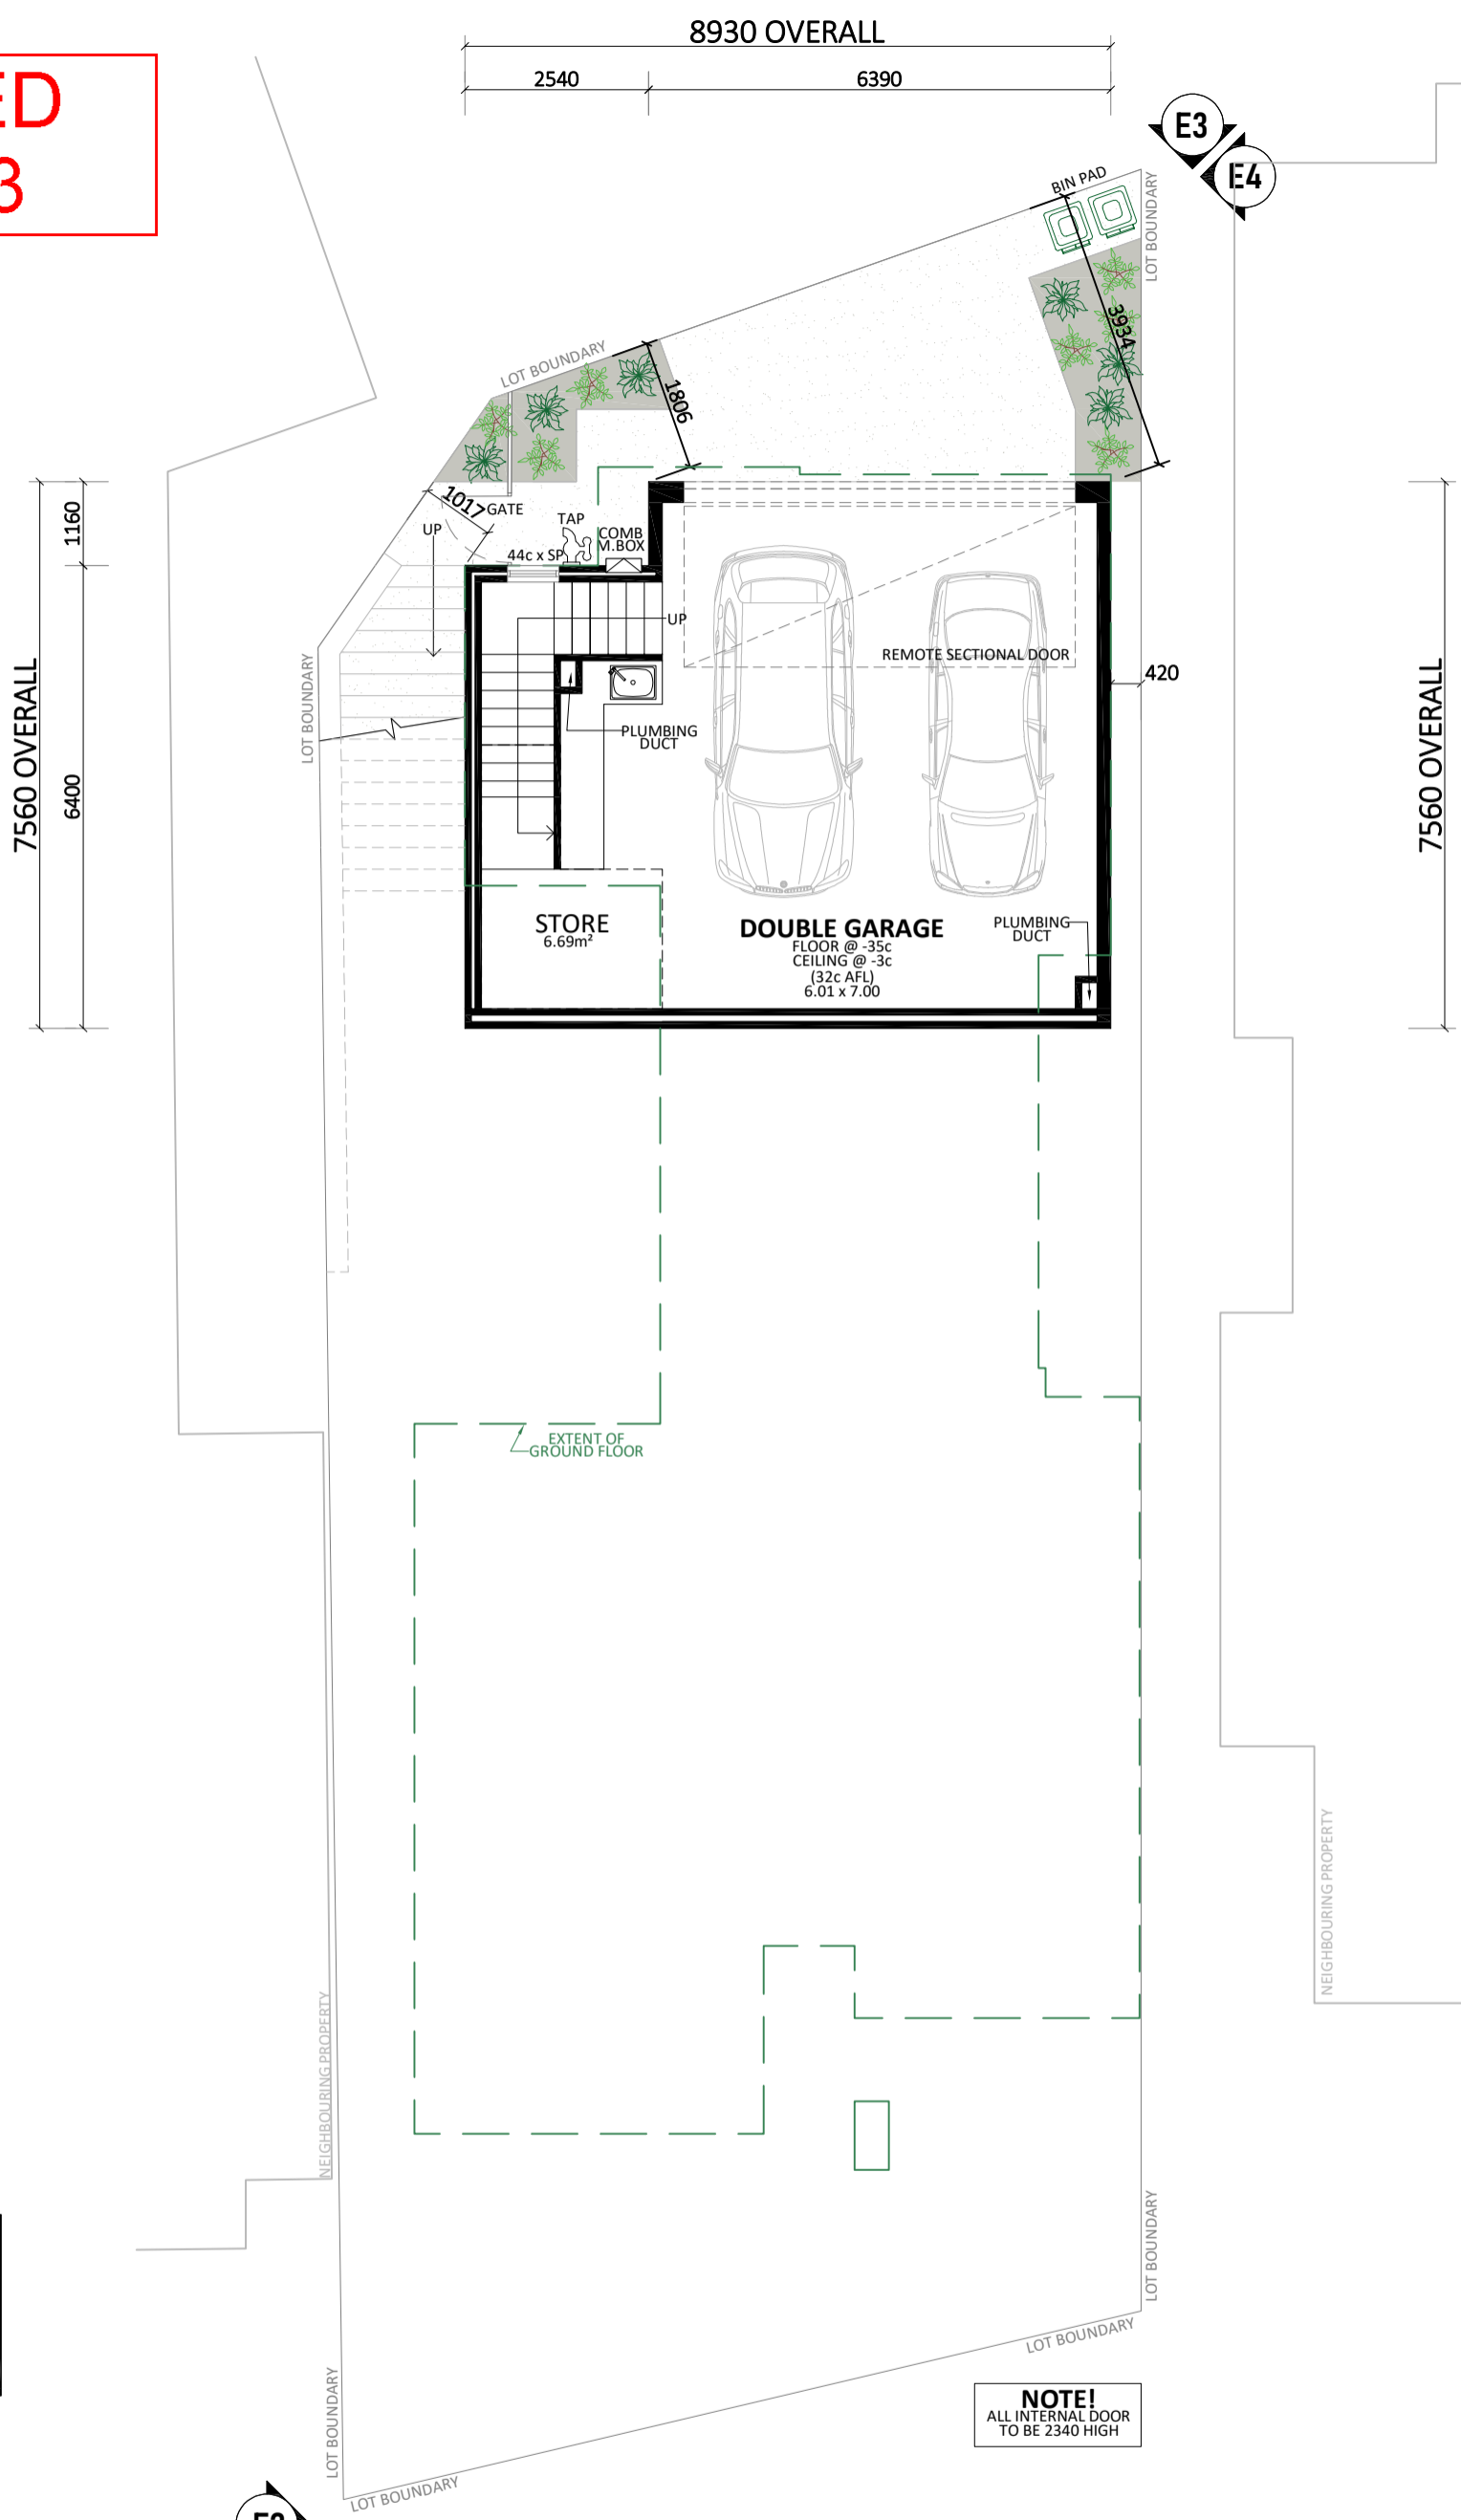 8930 OVERALL
2540
6390
ED
3
E3
E4
BIN PAD
LOT BOUNDARY
3934
LOT BOUNDARY
1806
1017
GATE
UP
TAP
COMB
M.BOX
44c x SP
1160
6400
7560 OVERALL
7560 OVERALL
UP
REMOTE SECTIONAL DOOR
420
LOT BOUNDARY
PLUMBING
DUCT
STORE
6.69m²
DOUBLE GARAGE
FLOOR @ -35c
CEILING @ -3c
(32c AFL)
6.01 x 7.00
PLUMBING
DUCT
EXTENT OF
GROUND FLOOR
NEIGHBOURING PROPERTY
NEIGHBOURING PROPERTY
LOT BOUNDARY
LOT BOUNDARY
LOT BOUNDARY
LOT BOUNDARY
NOTE!
ALL INTERNAL DOOR
TO BE 2340 HIGH